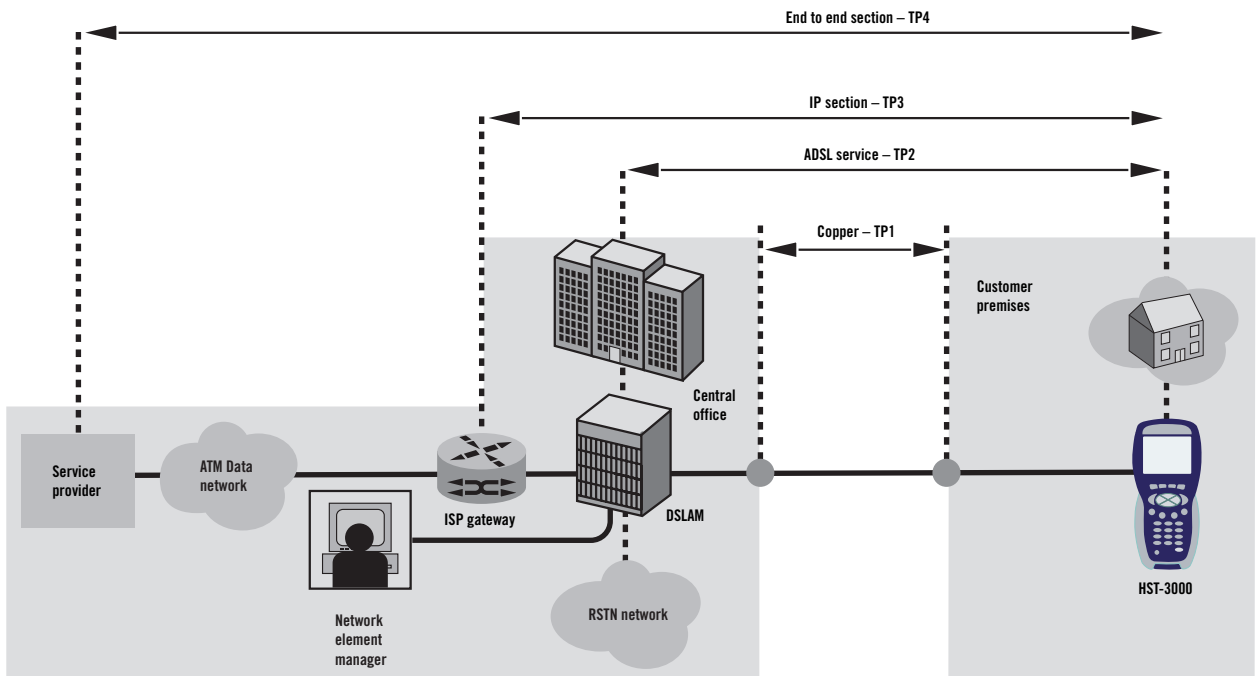 End to end section – TP4
IP section – TP3
ADSL service – TP2
Copper – TP1
Customer
premises
Central
office
Service
provider
ATM Data
network
ISP gateway
DSLAM
HST-3000
RSTN network
Network
element
manager